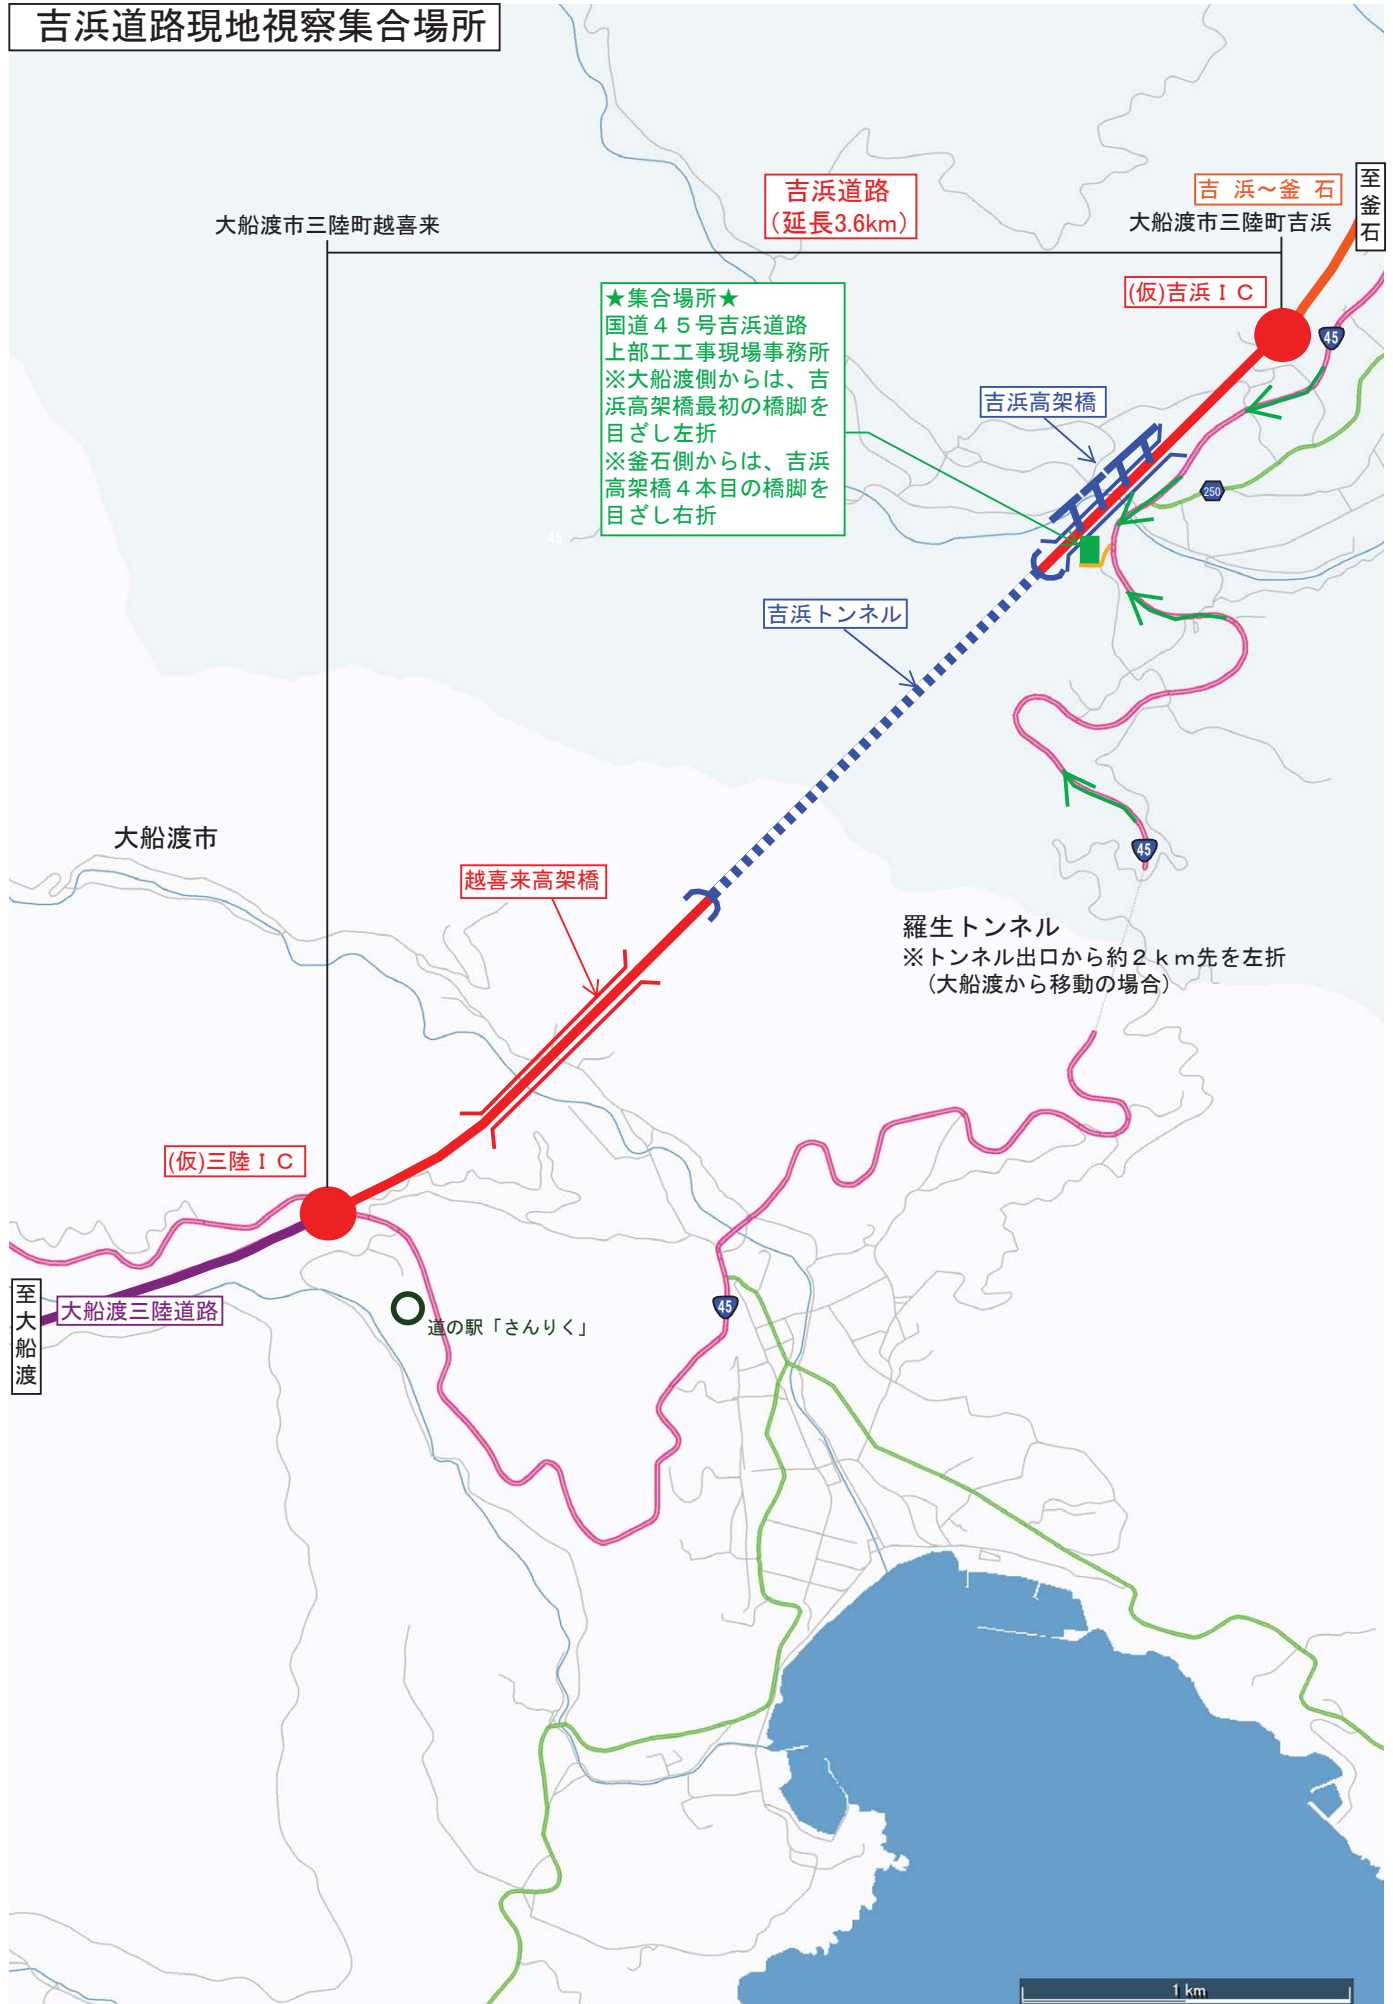 吉浜道路現地視察集合場所
吉浜道路
(延長3.6km)
吉 浜～釜 石
至釜石
大船渡市三陸町越喜来
大船渡市三陸町吉浜
(仮)吉浜ＩＣ
★集合場所★
国道４５号吉浜道路
上部工工事現場事務所
※大船渡側からは、吉
浜高架橋最初の橋脚を
目ざし左折
※釜石側からは、吉浜
高架橋４本目の橋脚を
目ざし右折
45
吉浜高架橋
250
45
吉浜トンネル
大船渡市
45
越喜来高架橋
羅生トンネル
※トンネル出口から約２ｋｍ先を左折
(大船渡から移動の場合)
(仮)三陸ＩＣ
至大船渡
大船渡三陸道路
道の駅「さんりく」
45
1 km